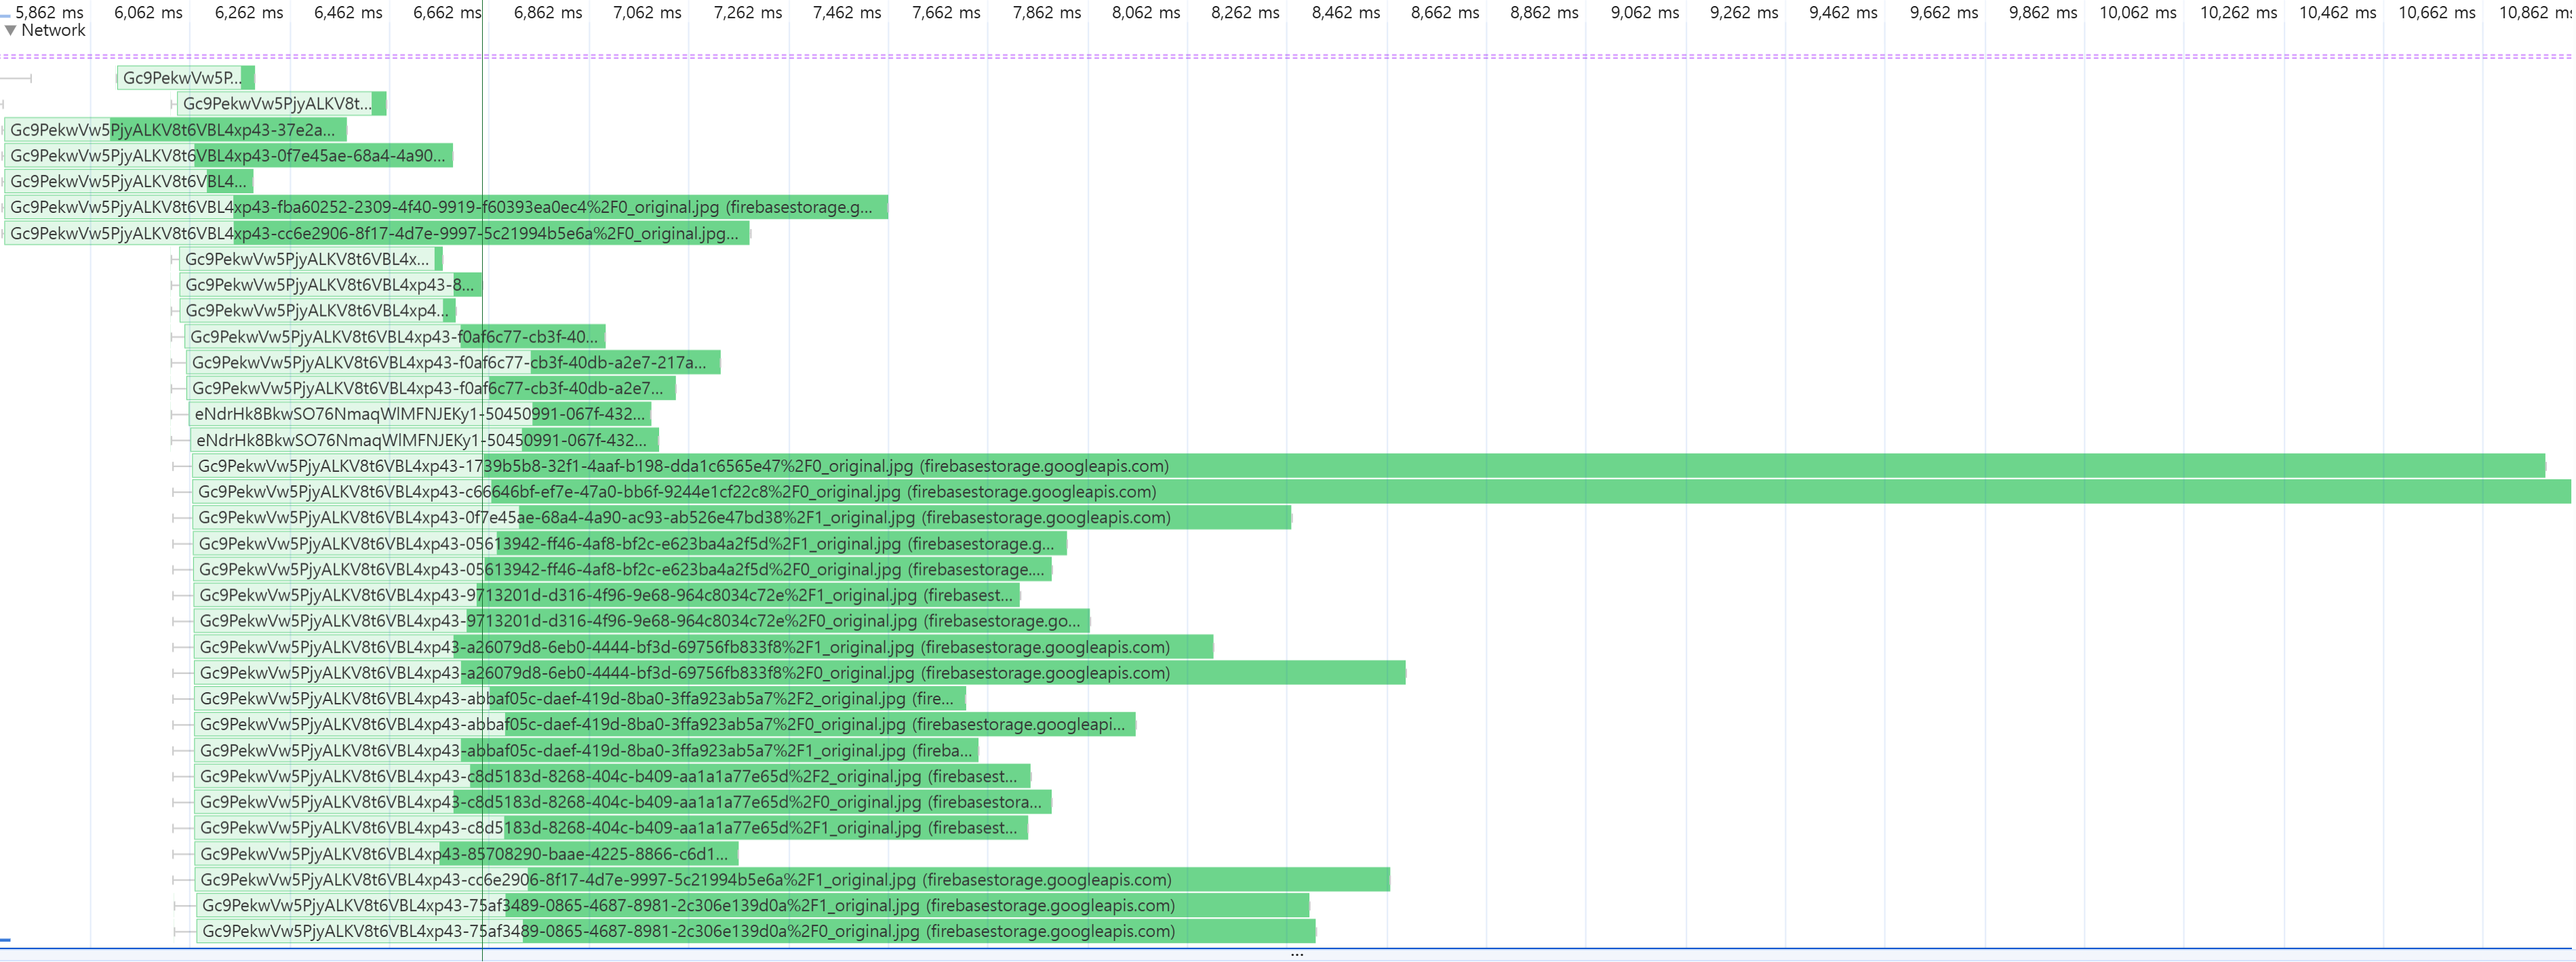 5,862 ms 6,062 ms 6,262 ms 6,462 ms 6,662 ms 6,862 ms 7,062 ms 7,262 ms 7,462 ms 7,662 ms 7,862 ms 8,062 ms 8,262 ms 8,462 ms 8,662 ms 8,862 ms 9,062 ms 9,262 ms 9,462 ms 9,662 ms 9,862 ms 10,062 ms 10,262 ms 10,462 ms 10,662 ms 10,862 ms
Network
Gc9PekwVw5P...
Gc9PekwVw5PjyALKV8t...
Gc9PekwVw5PjyALKV8t6VBL4xp43-37e2a...
Gc9PekwVw5PjyALKV8t6VBL4xp43-0f7e45ae-68a4-4a90...
Gc9PekwVw5PjyALKV8t6VBL4...
Gc9PekwVw5PjyALKV8t6VBL4xp43-fba60252-2309-4f40-9919-f60393ea0ec4%2F0_original.jpg (firebasestorage.g...
Gc9PekwVw5PjyALKV8t6VBL4xp43-cc6e2906-8f17-4d7e-9997-5c21994b5e6a%2F0_original.jpg...
Gc9PekwVw5PjyALKV8t6VBL4x...
Gc9PekwVw5PjyALKV8t6VBL4xp43-8...
Gc9PekwVw5PjyALKV8t6VBL4xp4...
Gc9PekwVw5PjyALKV8t6VBL4xp43-f0af6c77-cb3f-40...
Gc9PekwVw5PjyALKV8t6VBL4xp43-f0af6c77-cb3f-40db-a2e7-217a...
Gc9PekwVw5PjyALKV8t6VBL4xp43-f0af6c77-cb3f-40db-a2e7...
eNdrHk8BkwSO76NmaqWlMFNJEKy1-50450991-067f-432...
eNdrHk8BkwSO76NmaqWlMFNJEKy1-50450991-067f-432...
Gc9PekwVw5PjyALKV8t6VBL4xp43-1739b5b8-32f1-4aaf-b198-dda1c6565e47%2F0_original.jpg (firebasestorage.googleapis.com)
Gc9PekwVw5PjyALKV8t6VBL4xp43-c66646bf-ef7e-47a0-bb6f-9244e1cf22c8%2F0_original.jpg (firebasestorage.googleapis.com)
Gc9PekwVw5PjyALKV8t6VBL4xp43-0f7e45ae-68a4-4a90-ac93-ab526e47bd38%2F1_original.jpg (firebasestorage.googleapis.com)
Gc9PekwVw5PjyALKV8t6VBL4xp43-05613942-ff46-4af8-bf2c-e623ba4a2f5d%2F1_original.jpg (firebasestorage.g...
Gc9PekwVw5PjyALKV8t6VBL4xp43-05613942-ff46-4af8-bf2c-e623ba4a2f5d%2F0_original.jpg (firebasestorage....
Gc9PekwVw5PjyALKV8t6VBL4xp43-9713201d-d316-4f96-9e68-964c8034c72e%2F1_original.jpg (firebasest...
Gc9PekwVw5PjyALKV8t6VBL4xp43-9713201d-d316-4f96-9e68-964c8034c72e%2F0_original.jpg (firebasestorage.go...
Gc9PekwVw5PjyALKV8t6VBL4xp43-a26079d8-6eb0-4444-bf3d-69756fb833f8%2F1_original.jpg (firebasestorage.googleapis.com)
Gc9PekwVw5PjyALKV8t6VBL4xp43-a26079d8-6eb0-4444-bf3d-69756fb833f8%2F0_original.jpg (firebasestorage.googleapis.com)
Gc9PekwVw5PjyALKV8t6VBL4xp43-abbaf05c-daef-419d-8ba0-3ffa923ab5a7%2F2_original.jpg (fire...
Gc9PekwVw5PjyALKV8t6VBL4xp43-abbaf05c-daef-419d-8ba0-3ffa923ab5a7%2F0_original.jpg (firebasestorage.googleapi...
Gc9PekwVw5PjyALKV8t6VBL4xp43-abbaf05c-daef-419d-8ba0-3ffa923ab5a7%2F1_original.jpg (fireba...
Gc9PekwVw5PjyALKV8t6VBL4xp43-c8d5183d-8268-404c-b409-aa1a1a77e65d%2F2_original.jpg (firebasest...
Gc9PekwVw5PjyALKV8t6VBL4xp43-c8d5183d-8268-404c-b409-aa1a1a77e65d%2F0_original.jpg (firebasestora...
Gc9PekwVw5PjyALKV8t6VBL4xp43-c8d5183d-8268-404c-b409-aa1a1a77e65d%2F1_original.jpg (firebasest...
Gc9PekwVw5PjyALKV8t6VBL4xp43-85708290-baae-4225-8866-c6d1...
Gc9PekwVw5PjyALKV8t6VBL4xp43-cc6e2906-8f17-4d7e-9997-5c21994b5e6a%2F1_original.jpg (firebasestorage.googleapis.com)
Gc9PekwVw5PjyALKV8t6VBL4xp43-75af3489-0865-4687-8981-2c306e139d0a%2F1_original.jpg (firebasestorage.googleapis.com)
Gc9PekwVw5PjyALKV8t6VBL4xp43-75af3489-0865-4687-8981-2c306e139d0a%2F0_original.jpg (firebasestorage.googleapis.com)
...